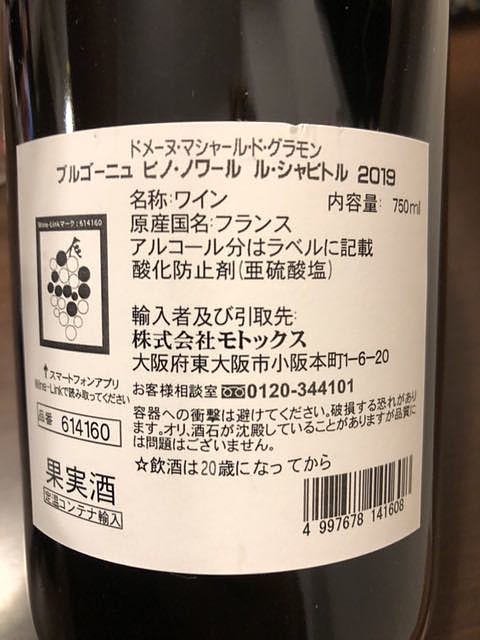 ドメーヌ・マシャール・ド・グラモン
ブルゴーニュ ピノ・ノワール ル・シャピトル 2019
名称:ワイン 内容量: 750ml
原産国名:フランス
アルコール分はラベルに記載
酸化防止剤(亜硫酸塩)
Wine-Linkマーク:614160
輸入者及び引取先:
株式会社モトックス
大阪府東大阪市小阪本町1-6-20
↑スマートフォンアプリ
Wine-Linkで読み取ってください
お客様相談室 0120-344101
品番 614160
容器への衝撃は避けてください。破損する恐れがあり
ます。オリ、酒石が沈殿していることがありますが品質に
は問題はございません。
☆飲酒は20歳になってから
果実酒
定温コンテナ輸入
4 997678 141608